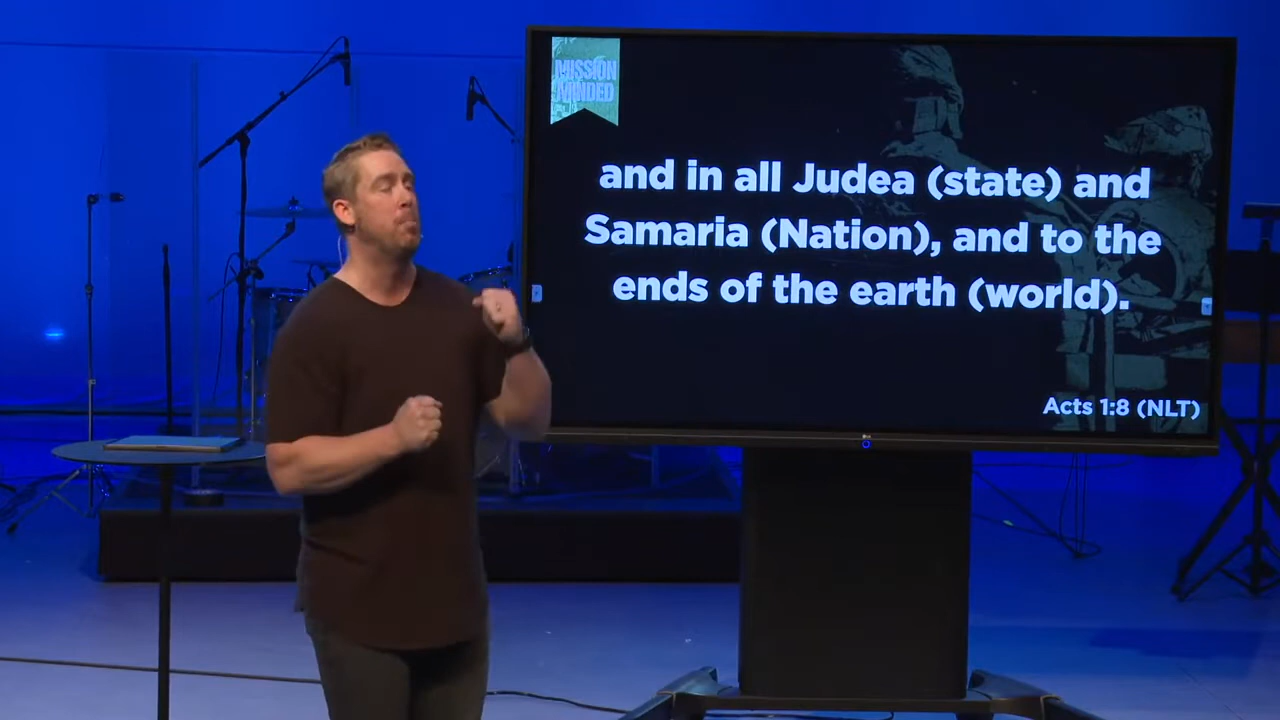 MISSION
MINDED
and in all Judea (state) and
Samaria (Nation), and to the
ends of the earth (world).
Acts 1:8 (NLT)